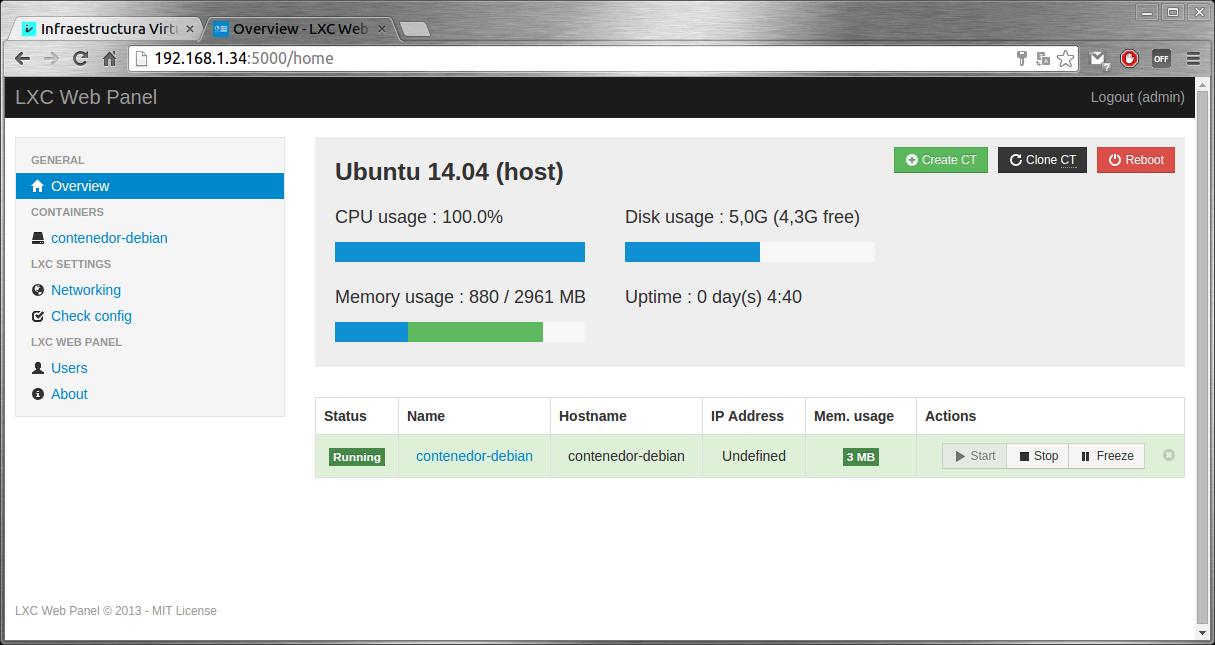 Infraestructura Virtu
Overview - LXC Web
192.168.1.34:5000/home
OFF
LXC Web Panel
Logout (admin)
GENERAL
Overview
CONTAINERS
contenedor-debian
LXC SETTINGS
Networking
Check config
LXC WEB PANEL
Users
About
Ubuntu 14.04 (host)
Create CT
Clone CT
Reboot
CPU usage : 100.0%
Disk usage : 5,0G (4,3G free)
Memory usage : 880 / 2961 MB
Uptime : 0 day(s) 4:40
Status Name Hostname IP Address Mem. usage Actions
Running contenedor-debian contenedor-debian Undefined 3 MB Start Stop Freeze
LXC Web Panel © 2013 - MIT License